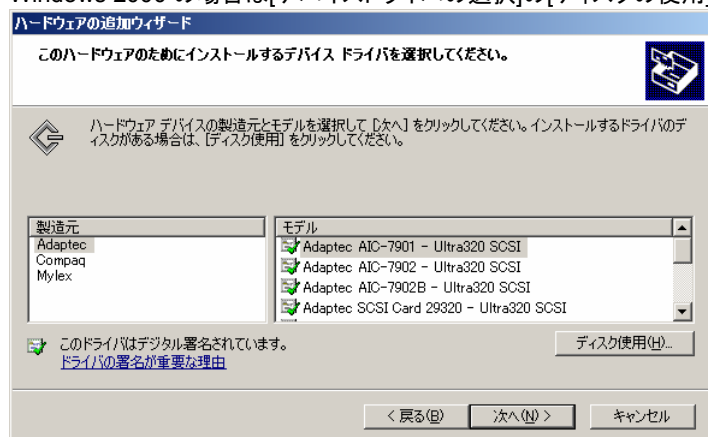 ハードウェアの追加ウィザード
このハードウェアのためにインストールするデバイス ドライバを選択してください。
ハードウェア デバイスの製造元とモデルを選択して [次へ] をクリックしてください。インストールするドライバのデ
ィスクがある場合は、[ディスク使用] をクリックしてください。
製造元
Adaptec
Compaq
Mylex
モデル
Adaptec AIC-7901 - Ultra320 SCSI
Adaptec AIC-7902 - Ultra320 SCSI
Adaptec AIC-7902B - Ultra320 SCSI
Adaptec SCSI Card 29320 - Ultra320 SCSI
このドライバはデジタル署名されています。
ドライバの署名が重要な理由
ディスク使用(H)...
< 戻る(B)
次へ(N) >
キャンセル